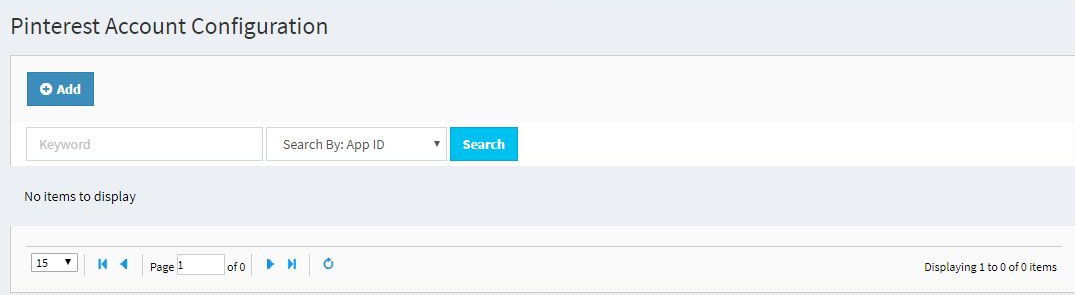 Pinterest Account Configuration
Add
Keyword Search By: App ID Search
No items to display
15 Page 1 of 0 Displaying 1 to 0 of 0 items